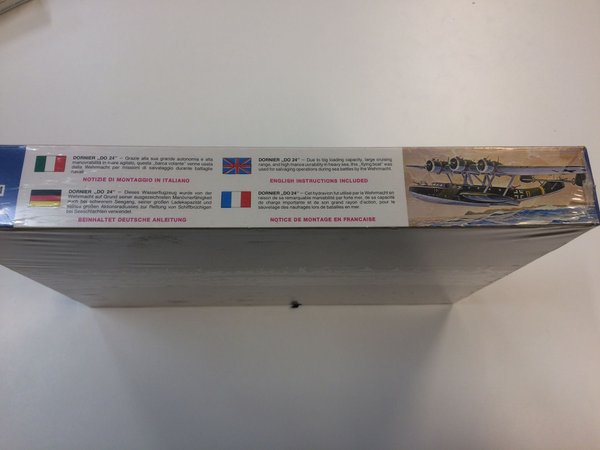 DORNIER „DO 24" – Grazie alla sua grande autonomia e alta
manovrabilità in mare agitato, questa „barca volante" venne usata
dalla Wehrmacht per missioni di salvataggio durante battaglie
navali
NOTIZIE DI MONTAGGIO IN ITALIANO
DORNIER „DO 24" – Due to big loading capacity, large cruising
range, and high manoeuvrability in heavy sea, this „flying boat" was
used for salvaging operations during sea battles by the Wehrmacht.
ENGLISH INSTRUCTIONS INCLUDED
DORNIER „DO 24" – Dieses Wasserflugzeug wurde von der
Wehrmacht auf Grund seiner ausgezeichneten Manövrierfähigkeit
auch bei schwerem Seegang, seiner großen Ladekapazität und
seines großen Aktionsradiusses zur Rettung von Schiffbrüchigen
bei Seeschlachten verwendet.
BEINHALTET DEUTSCHE ANLEITUNG
DORNIER „DO 24" – Cet hydravion fut utilisé par la Wehrmacht en
raison de sa remarquable maniabilité par forte mer, de sa capacité
de charge importante et de son grand rayon d'action, pour le
sauvetage des naufragés lors de batailles en mer.
NOTICE DE MONTAGE EN FRANCAISE